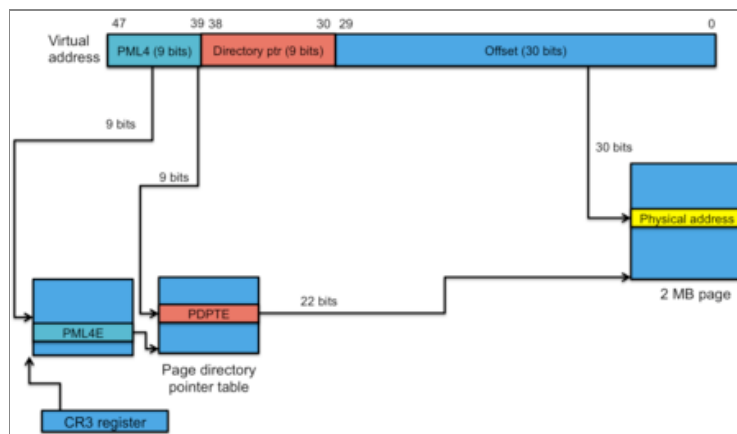 47
39 38
30 29
0
Virtual address
PML4 (9 bits)
Directory ptr (9 bits)
Offset (30 bits)
9 bits
9 bits
30 bits
Physical address
2 MB page
22 bits
PDPTE
PML4E
Page directory
pointer table
CR3 register